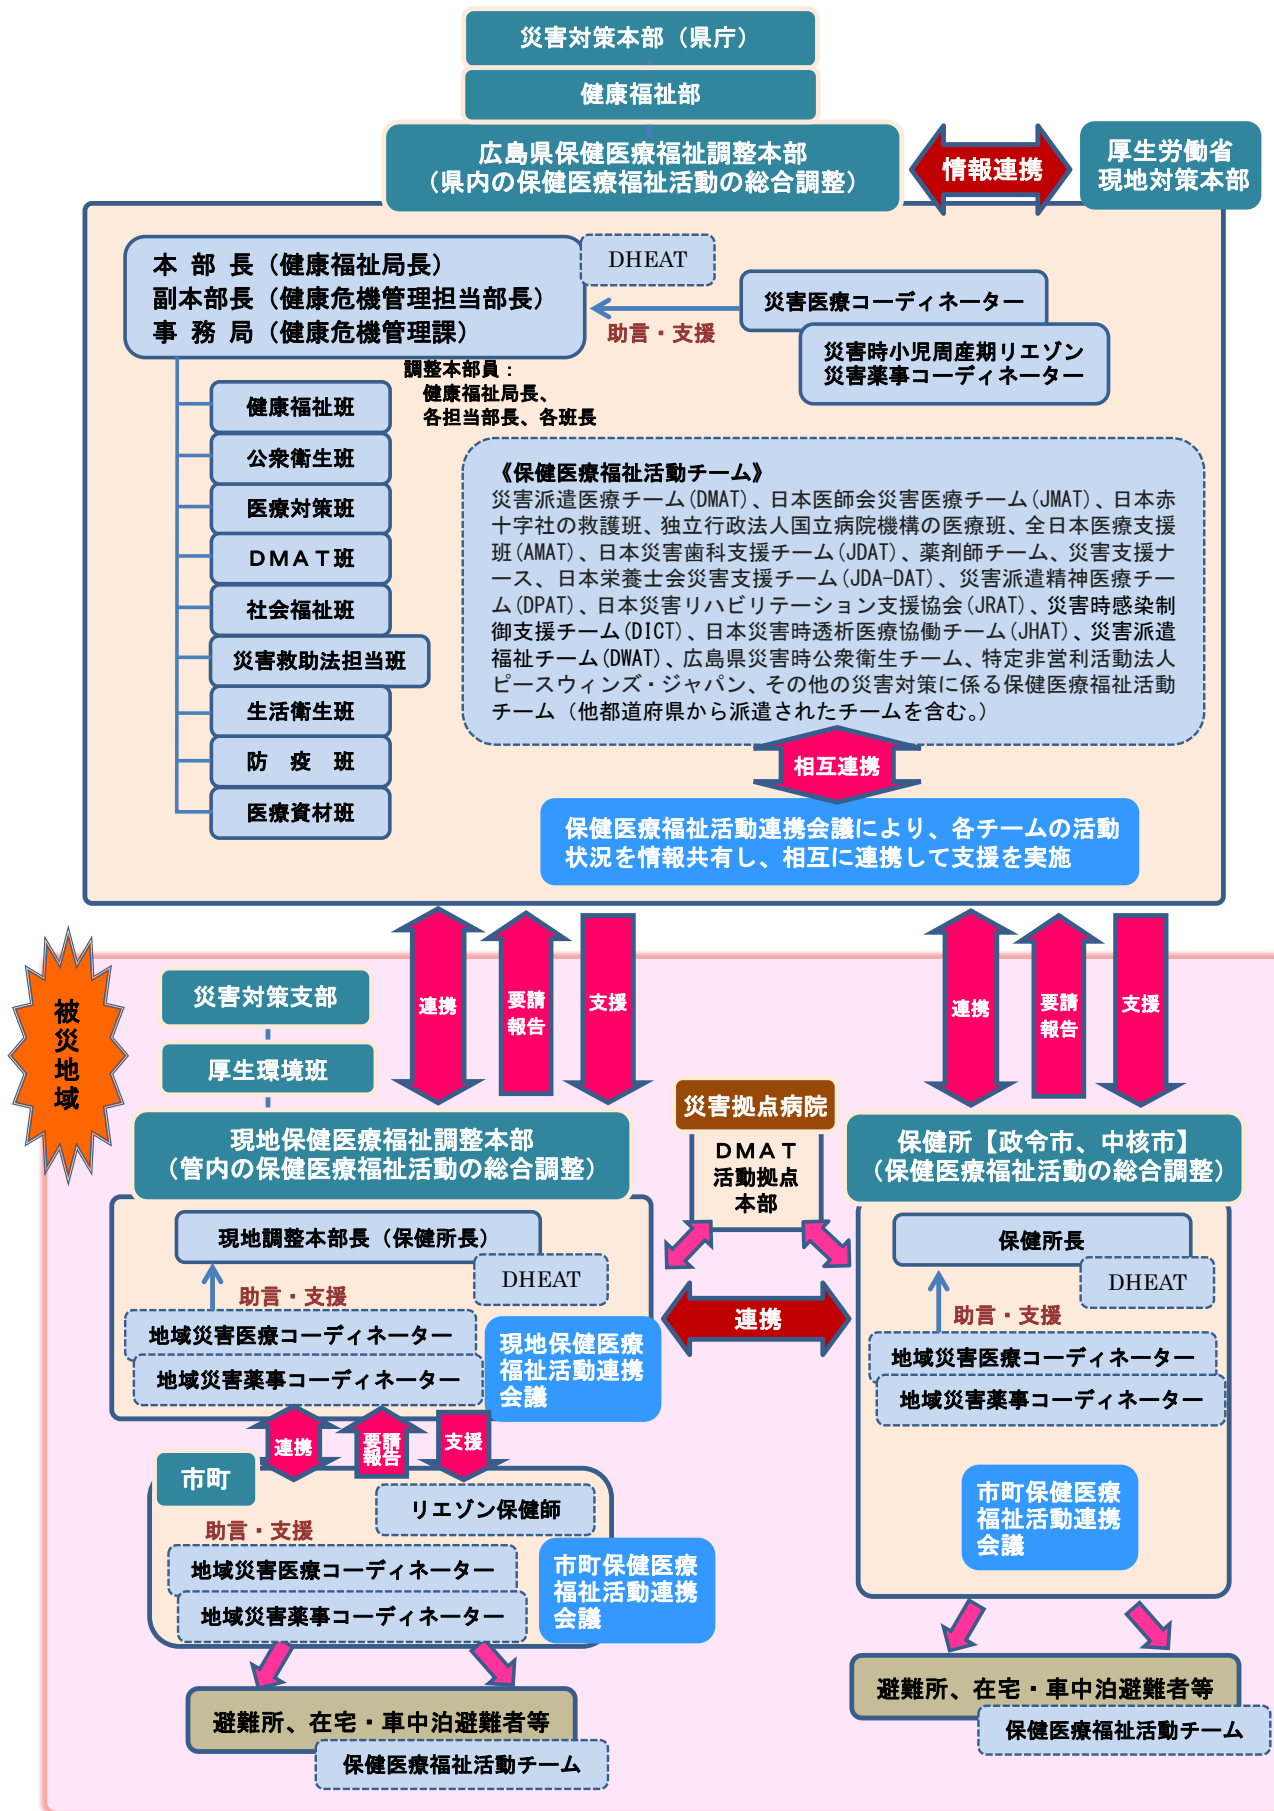 災害対策本部（県庁）
健康福祉部
広島県保健医療福祉調整本部
（県内の保健医療福祉活動の総合調整）
情報連携
厚生労働省
現地対策本部
本 部 長（健康福祉局長）
副本部長（健康危機管理担当部長）
事 務 局（健康危機管理課）
DHEAT
助言・支援
災害医療コーディネーター
災害時小児周産期リエゾン
災害薬事コーディネーター
調整本部員：
健康福祉局長、
各担当部長、各班長
健康福祉班
公衆衛生班
医療対策班
ＤＭＡＴ班
社会福祉班
災害救助法担当班
生活衛生班
防　疫　班
医療資材班
《保健医療福祉活動チーム》
災害派遣医療チーム(DMAT)、日本医師会災害医療チーム(JMAT)、日本赤
十字社の救護班、独立行政法人国立病院機構の医療班、全日本医療支援
班(AMAT)、日本災害歯科支援チーム(JDAT)、薬剤師チーム、災害支援ナ
ース、日本栄養士会災害支援チーム(JDA-DAT)、災害派遣精神医療チー
ム(DPAT)、日本災害リハビリテーション支援協会(JRAT)、災害時感染制
御支援チーム(DICT)、日本災害時透析医療協働チーム(JHAT)、災害派遣
福祉チーム(DWAT)、広島県災害時公衆衛生チーム、特定非営利活動法人
ピースウィンズ・ジャパン、その他の災害対策に係る保健医療福祉活動
チーム（他都道府県から派遣されたチームを含む。）
相互連携
保健医療福祉活動連携会議により、各チームの活動
状況を情報共有し、相互に連携して支援を実施
被災地域
連携
要請
報告
支援
連携
要請
報告
支援
災害対策支部
厚生環境班
現地保健医療福祉調整本部
（管内の保健医療福祉活動の総合調整）
現地調整本部長（保健所長）
DHEAT
助言・支援
地域災害医療コーディネーター
地域災害薬事コーディネーター
現地保健医療
福祉活動連携
会議
災害拠点病院
ＤＭＡＴ
活動拠点
本部
連携
保健所【政令市、中核市】
（保健医療福祉活動の総合調整）
保健所長
DHEAT
助言・支援
地域災害医療コーディネーター
地域災害薬事コーディネーター
市町保健医療
福祉活動連携
会議
連携
要請
報告
支援
市町
リエゾン保健師
助言・支援
地域災害医療コーディネーター
地域災害薬事コーディネーター
市町保健医療
福祉活動連携
会議
避難所、在宅・車中泊避難者等
保健医療福祉活動チーム
避難所、在宅・車中泊避難者等
保健医療福祉活動チーム